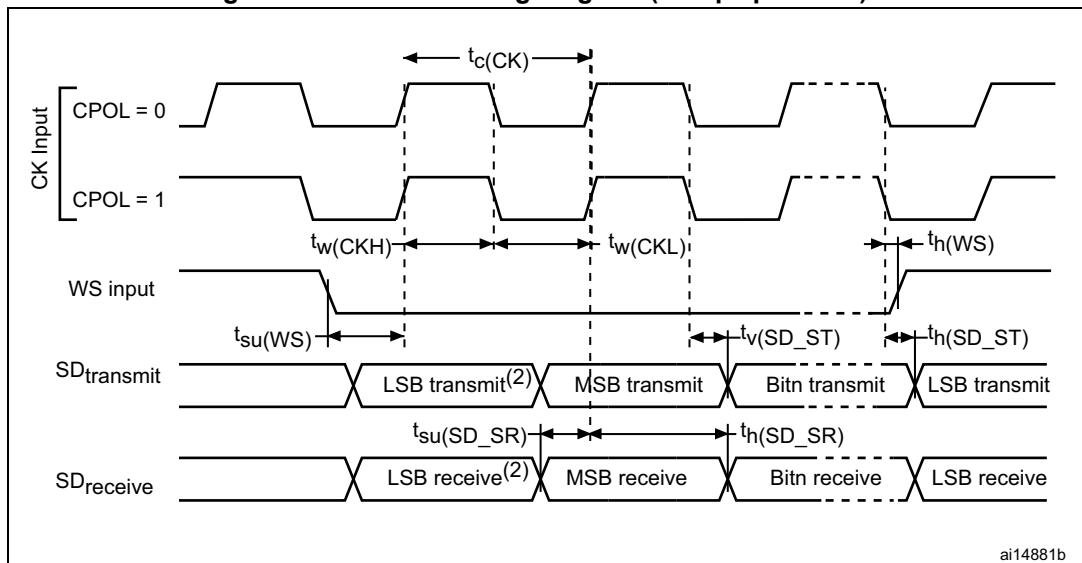 tc(CK)
CK Input
CPOL = 0
CPOL = 1
tw(CKH)
tw(CKL)
th(WS)
WS input
tsu(WS)
tv(SD_ST)
th(SD_ST)
SDtransmit
LSB transmit(2)
MSB transmit
Bitn transmit
LSB transmit
tsu(SD_SR)
th(SD_SR)
SDreceive
LSB receive(2)
MSB receive
Bitn receive
LSB receive
ai14881b